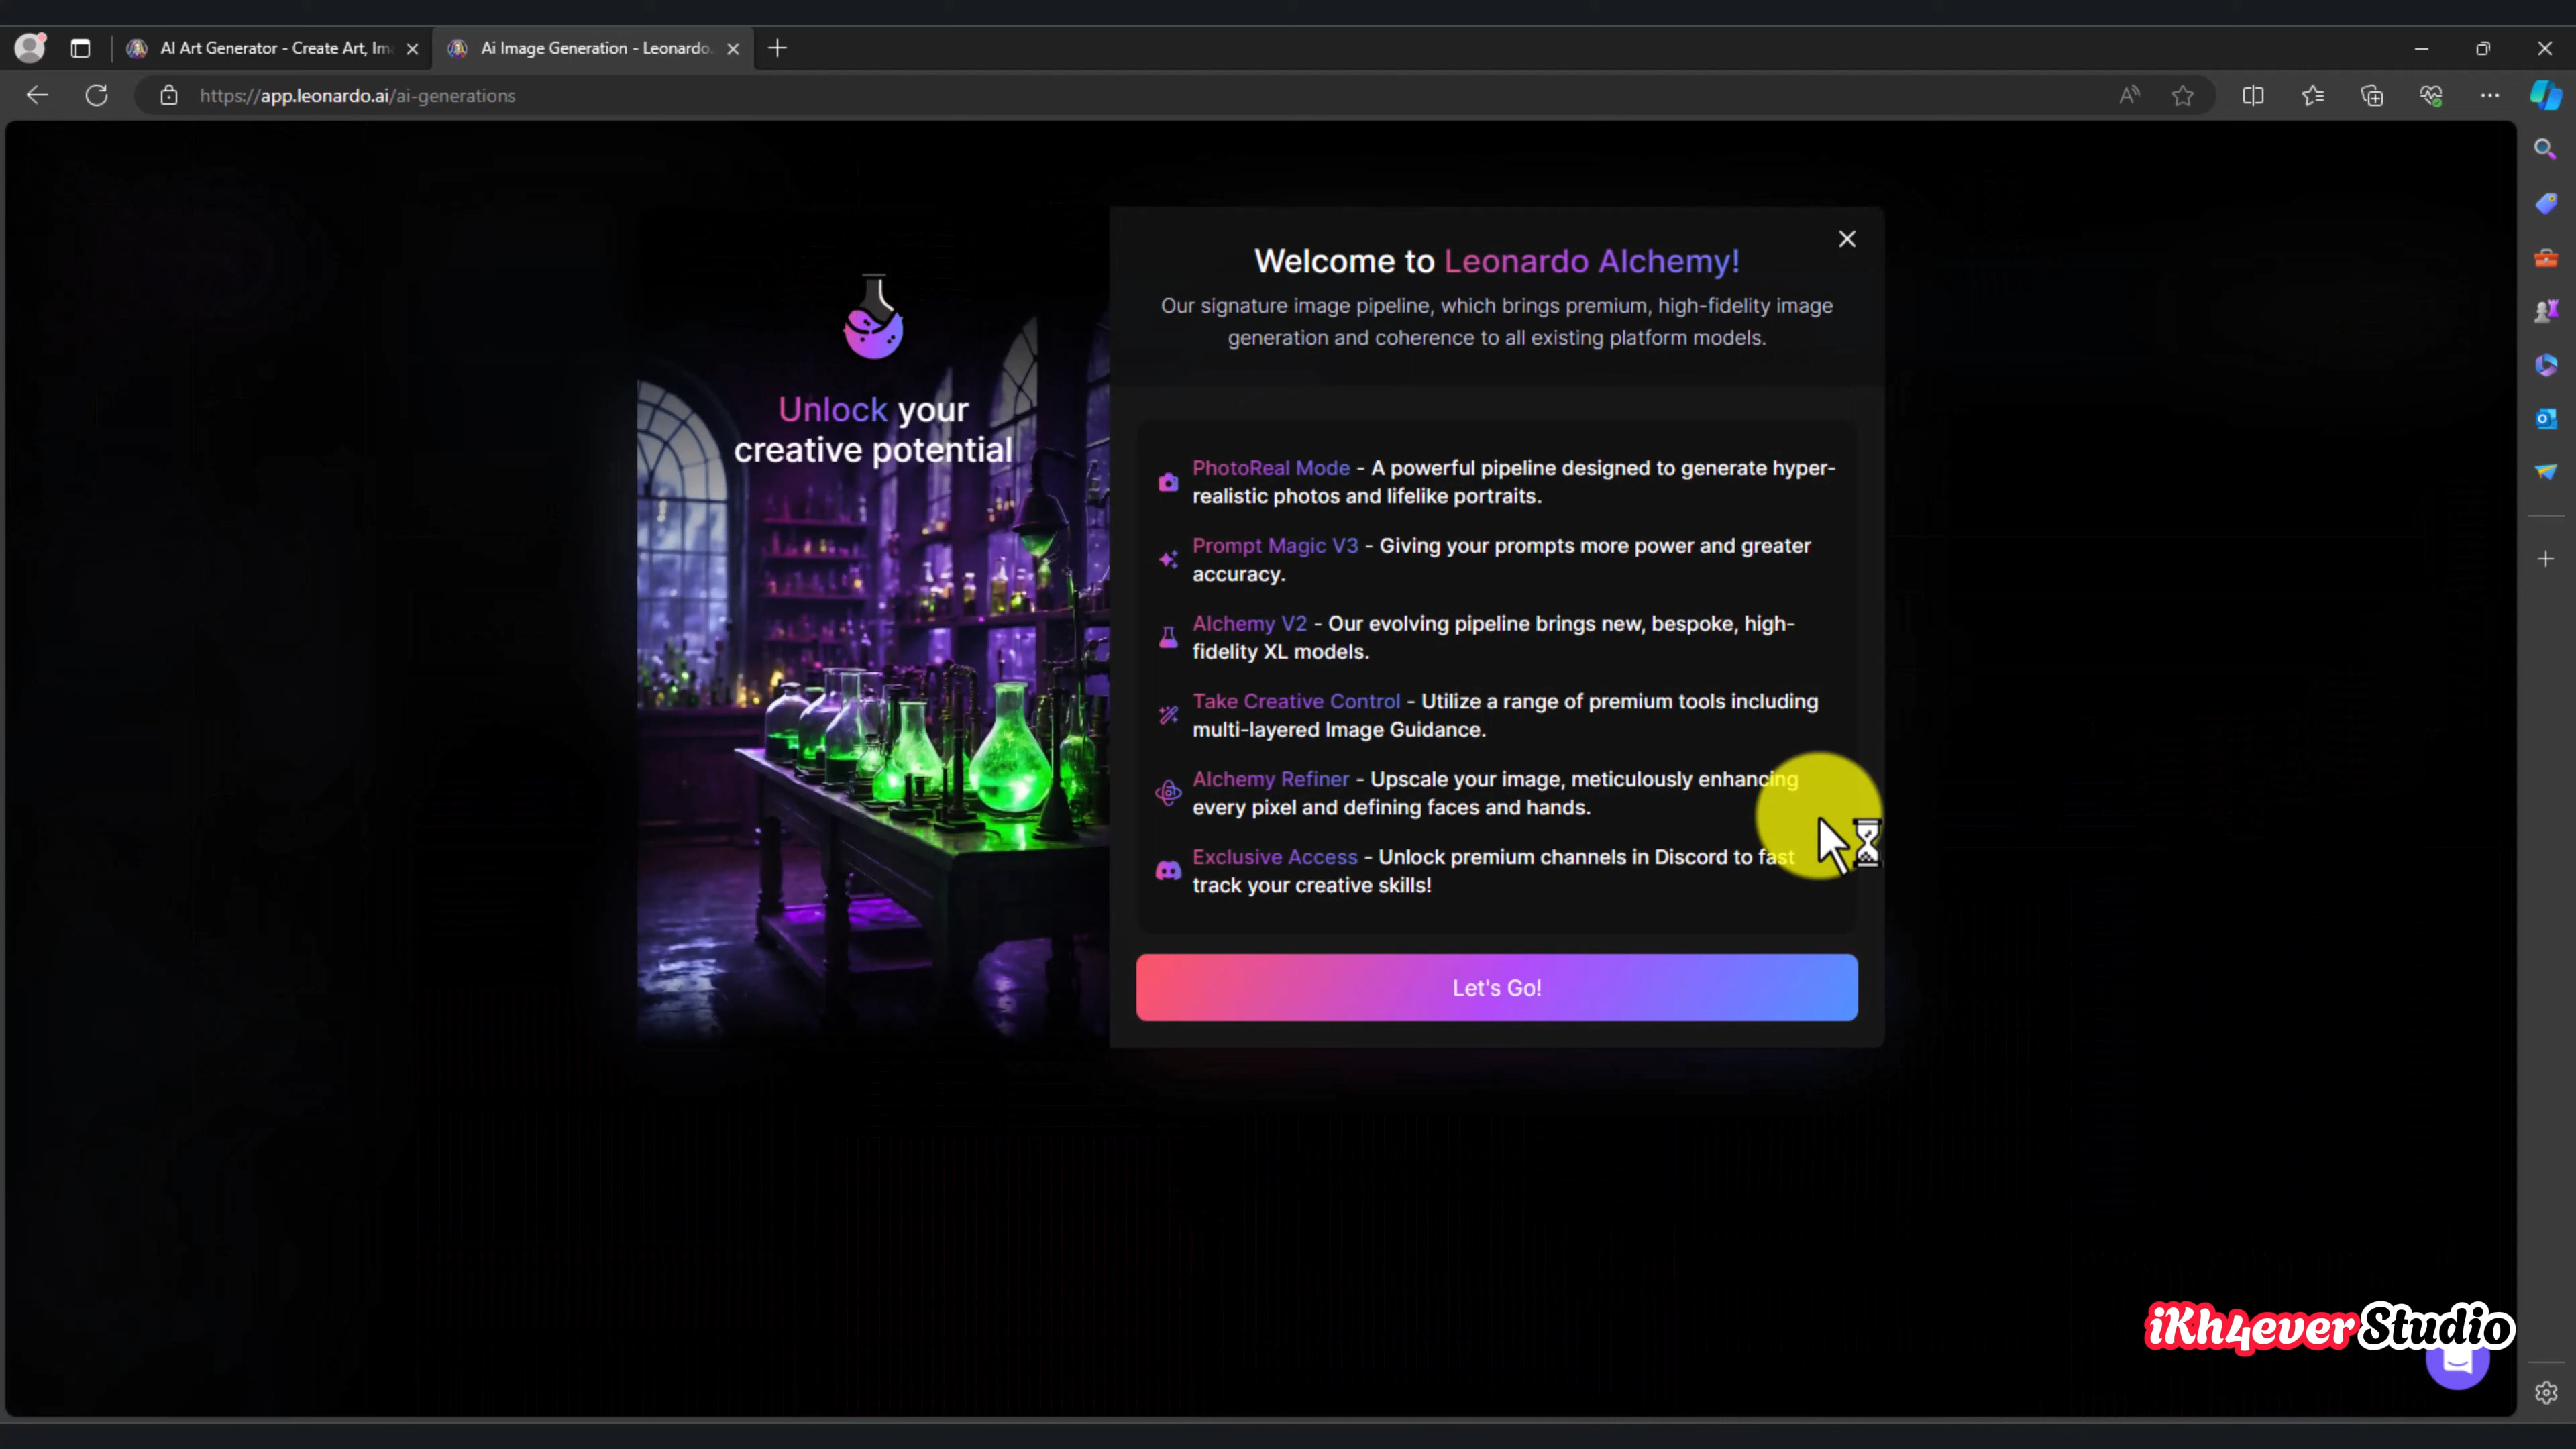 AI Art Generator - Create Art, Im
Ai Image Generation - Leonardo.
https://app.leonardo.ai/ai-generations
Unlock your
creative potential
Welcome to Leonardo Alchemy!
Our signature image pipeline, which brings premium, high-fidelity image
generation and coherence to all existing platform models.
PhotoReal Mode - A powerful pipeline designed to generate hyper-
realistic photos and lifelike portraits.
Prompt Magic V3 - Giving your prompts more power and greater
accuracy.
Alchemy V2 - Our evolving pipeline brings new, bespoke, high-
fidelity XL models.
Take Creative Control - Utilize a range of premium tools including
multi-layered Image Guidance.
Alchemy Refiner - Upscale your image, meticulously enhancing
every pixel and defining faces and hands.
Exclusive Access - Unlock premium channels in Discord to fast
track your creative skills!
Let's Go!
iKh4ever Studio